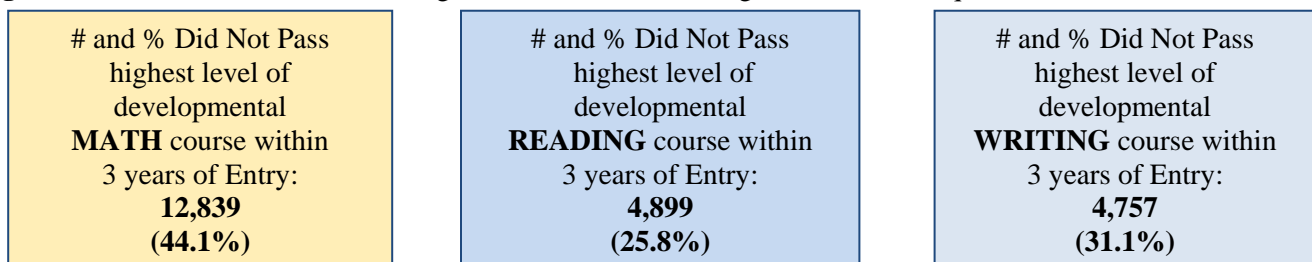 # and % Did Not Pass
highest level of
developmental
MATH course within
3 years of Entry:
12,839
(44.1%)
# and % Did Not Pass
highest level of
developmental
READING course within
3 years of Entry:
4,899
(25.8%)
# and % Did Not Pass
highest level of
developmental
WRITING course within
3 years of Entry:
4,757
(31.1%)